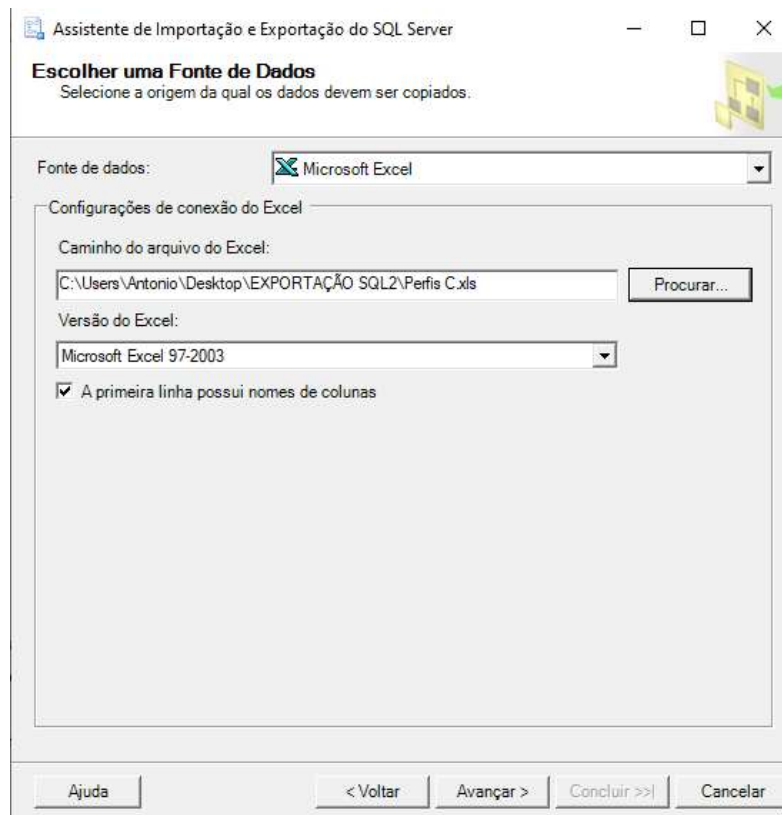 Assistente de Importação e Exportação do SQL Server
Escolher uma Fonte de Dados
Selecione a origem da qual os dados devem ser copiados.
Fonte de dados: Microsoft Excel
Configurações de conexão do Excel
Caminho do arquivo do Excel:
C:\Users\Antonio\Desktop\EXPORTAÇÃO SQL2\Perfis C.xls Procurar...
Versão do Excel:
Microsoft Excel 97-2003
A primeira linha possui nomes de colunas
Ajuda < Voltar Avançar > Concluir >>| Cancelar